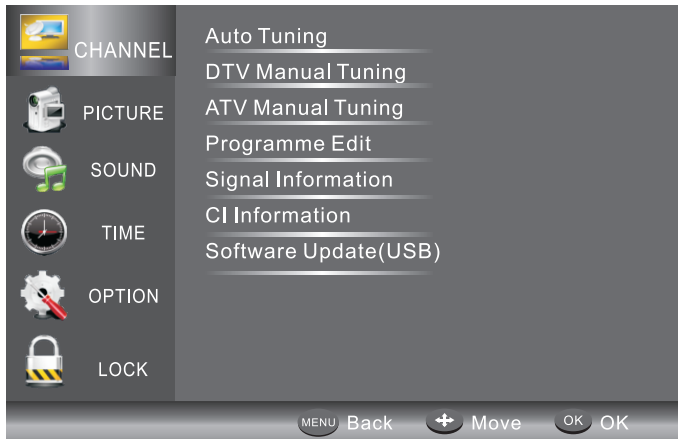 CHANNEL
PICTURE
SOUND
TIME
OPTION
LOCK
Auto Tuning
DTV Manual Tuning
ATV Manual Tuning
Programme Edit
Signal Information
CI Information
Software Update(USB)
MENU Back Move OK OK